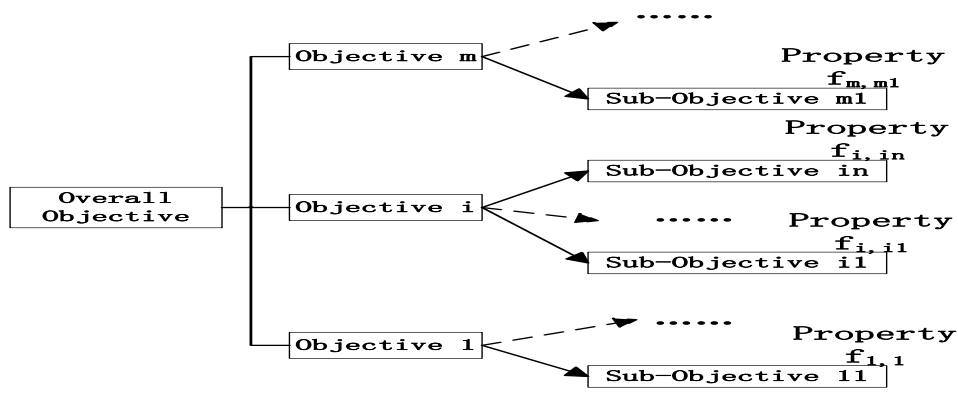 ......
Objective m
Property
fm,m1
Sub-Objective m1
Property
fi,in
Sub-Objective in
Overall
Objective
Objective i
......
Property
fi,i1
Sub-Objective i1
......
Property
f1,1
Objective 1
Sub-Objective 11